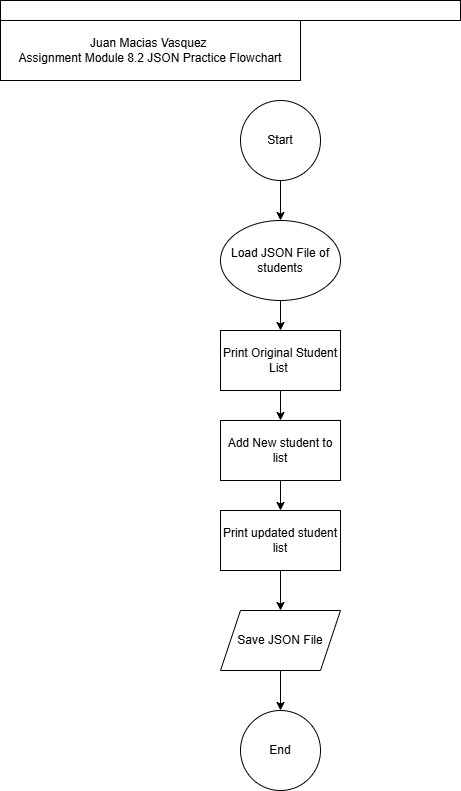 Juan Macias Vasquez
Assignment Module 8.2 JSON Practice Flowchart
Start
Load JSON File of
students
Print Original Student
List
Add New student to
list
Print updated student
list
Save JSON File
End